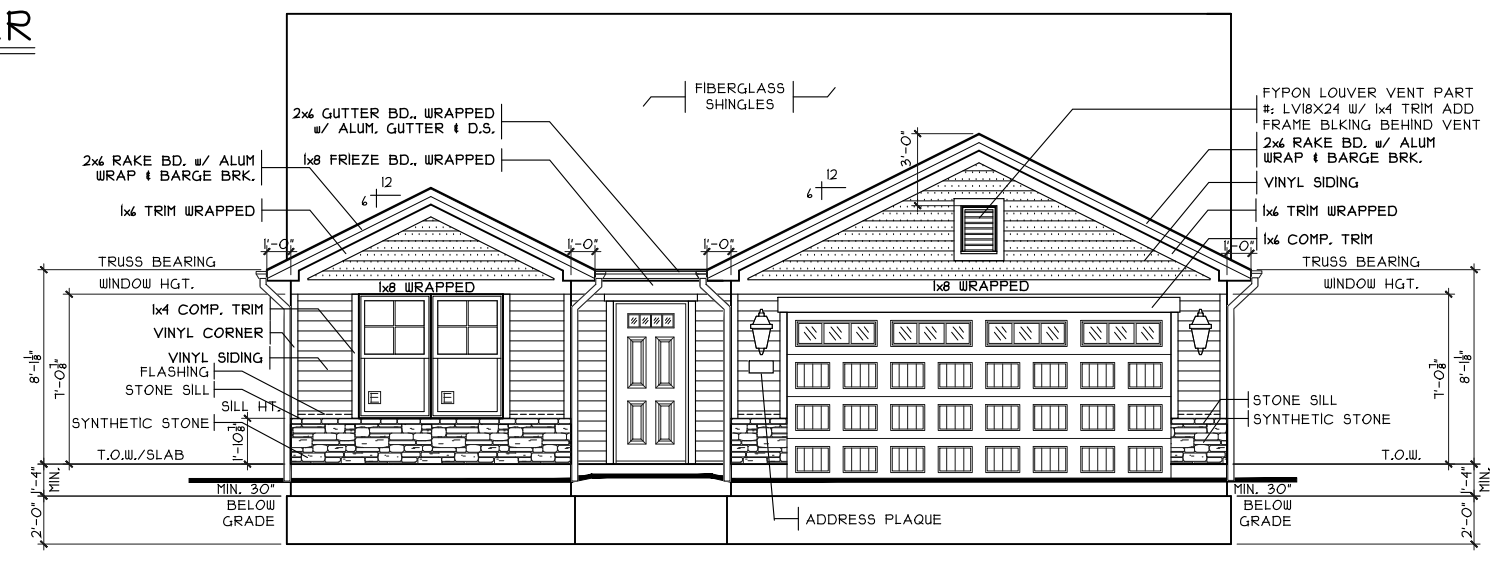 R
FIBERGLASS
SHINGLES
2x6 GUTTER BD., WRAPPED
w/ ALUM. GUTTER & D.S.
1x8 FRIEZE BD., WRAPPED
2x6 RAKE BD. w/ ALUM
WRAP & BARGE BRK.
1x6 TRIM WRAPPED
12
6
1'-0"
1'-0"
TRUSS BEARING
WINDOW HGT.
1x8 WRAPPED
1x4 COMP. TRIM
VINYL CORNER
VINYL SIDING
FLASHING
STONE SILL
SILL HT.
SYNTHETIC STONE
T.O.W./SLAB
E
E
8'-1 1/8"
7'-0 1/8"
1'-10 1/8"
1'-4"
MIN.
2'-0"
MIN. 30"
BELOW
GRADE
FYPON LOUVER VENT PART
#: LV18X24 W/ 1x4 TRIM ADD
FRAME BLKING BEHIND VENT
2x6 RAKE BD. w/ ALUM
WRAP & BARGE BRK.
VINYL SIDING
1x6 TRIM WRAPPED
1x6 COMP. TRIM
3'-0"
12
6
1'-0"
1'-0"
TRUSS BEARING
WINDOW HGT.
1x8 WRAPPED
STONE SILL
SYNTHETIC STONE
T.O.W.
7'-0 1/8"
8'-1 1/8"
1'-4"
MIN.
2'-0"
MIN. 30"
BELOW
GRADE
ADDRESS PLAQUE